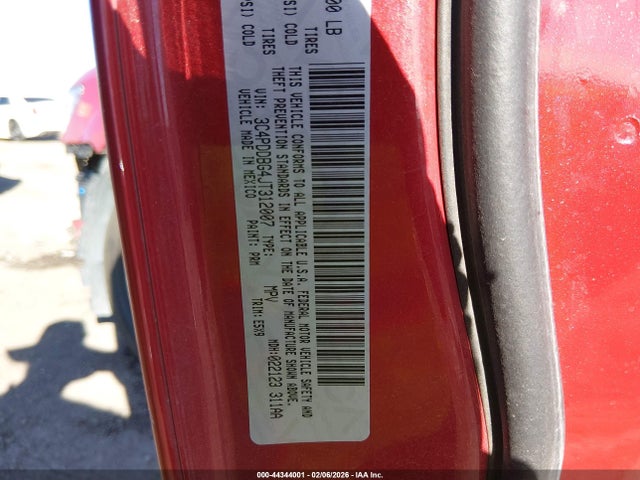 00 LB
TIRES
SI) COLD
TIRES
(SI) COLD
THIS VEHICLE CONFORMS TO ALL APPLICABLE U.S.A. FEDERAL MOTOR VEHICLE SAFETY AND
THEFT PREVENTION STANDARDS IN EFFECT ON THE DATE OF MANUFACTURE SHOWN ABOVE.
VIN: 3C4PDDBG4JT312007 TYPE: MPV MDH:022123 311AA
VEHICLE MADE IN MEXICO PAINT: PRM TRIM: E5X9
000-44344001 - 02/06/2026 - IAA Inc.